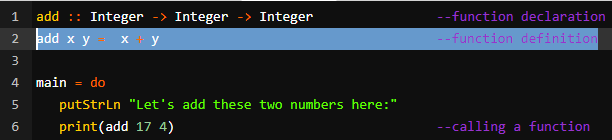 1 add :: Integer -> Integer -> Integer --function declaration
2 add x y =  x + y --function definition
3
4 main = do
5 putStrLn "Let's add these two numbers here:"
6 print(add 17 4) --calling a function